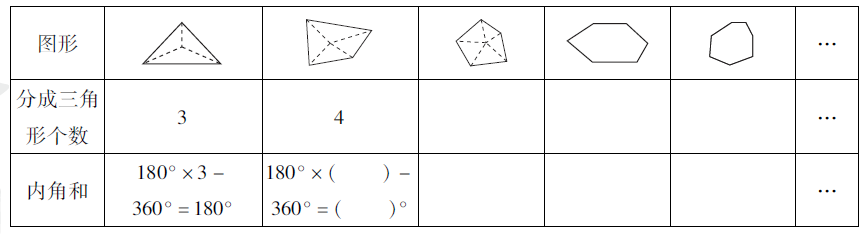 图形 …
分成三角
形个数 3 4 …
内角和 180°×3-
360°=180° 180°×( )-
360°=( )° …